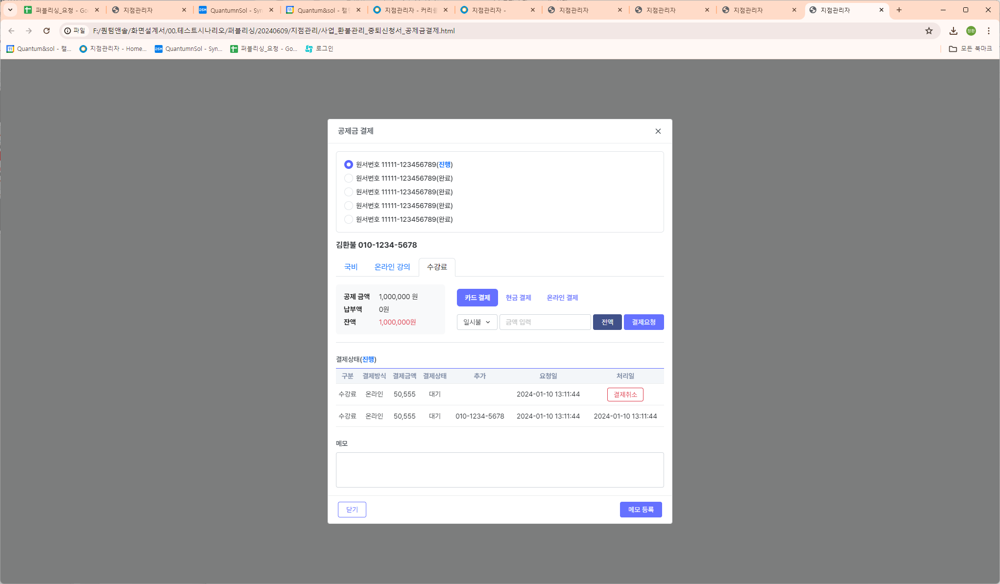 퍼블리싱_요청 - Go
지점관리자
QuantumnSol - Syn
Quantum&sol - 캘린
지점관리자 - 커리큘
지점관리자 -
지점관리자
지점관리자
지점관리자
지점관리자
파일
F:/퀀텀앤솔/화면설계서/00.테스트시나리오/퍼블리싱/20240609/지점관리/사업_환불관리_중퇴신청서_공제금결제.html
정환
Quantum&sol - 캘...
지점관리자 - Home...
QuantumnSol - Syn...
퍼블리싱_요청 - Go...
로그인
모든 북마크
공제금 결제
원서번호 11111-123456789(진행)
원서번호 11111-123456789(완료)
원서번호 11111-123456789(완료)
원서번호 11111-123456789(완료)
원서번호 11111-123456789(완료)
김환불 010-1234-5678
국비 온라인 강의 수강료
공제 금액 1,000,000 원
납부액 0원
잔액 1,000,000원
카드 결제 현금 결제 온라인 결제
일시불 금액 입력 전액 결제요청
결제상태(진행)
구분 결제방식 결제금액 결제상태 추가 요청일 처리일
수강료 온라인 50,555 대기 2024-01-10 13:11:44 결제취소
수강료 온라인 50,555 대기 010-1234-5678 2024-01-10 13:11:44 2024-01-10 13:11:44
메모
닫기 메모 등록